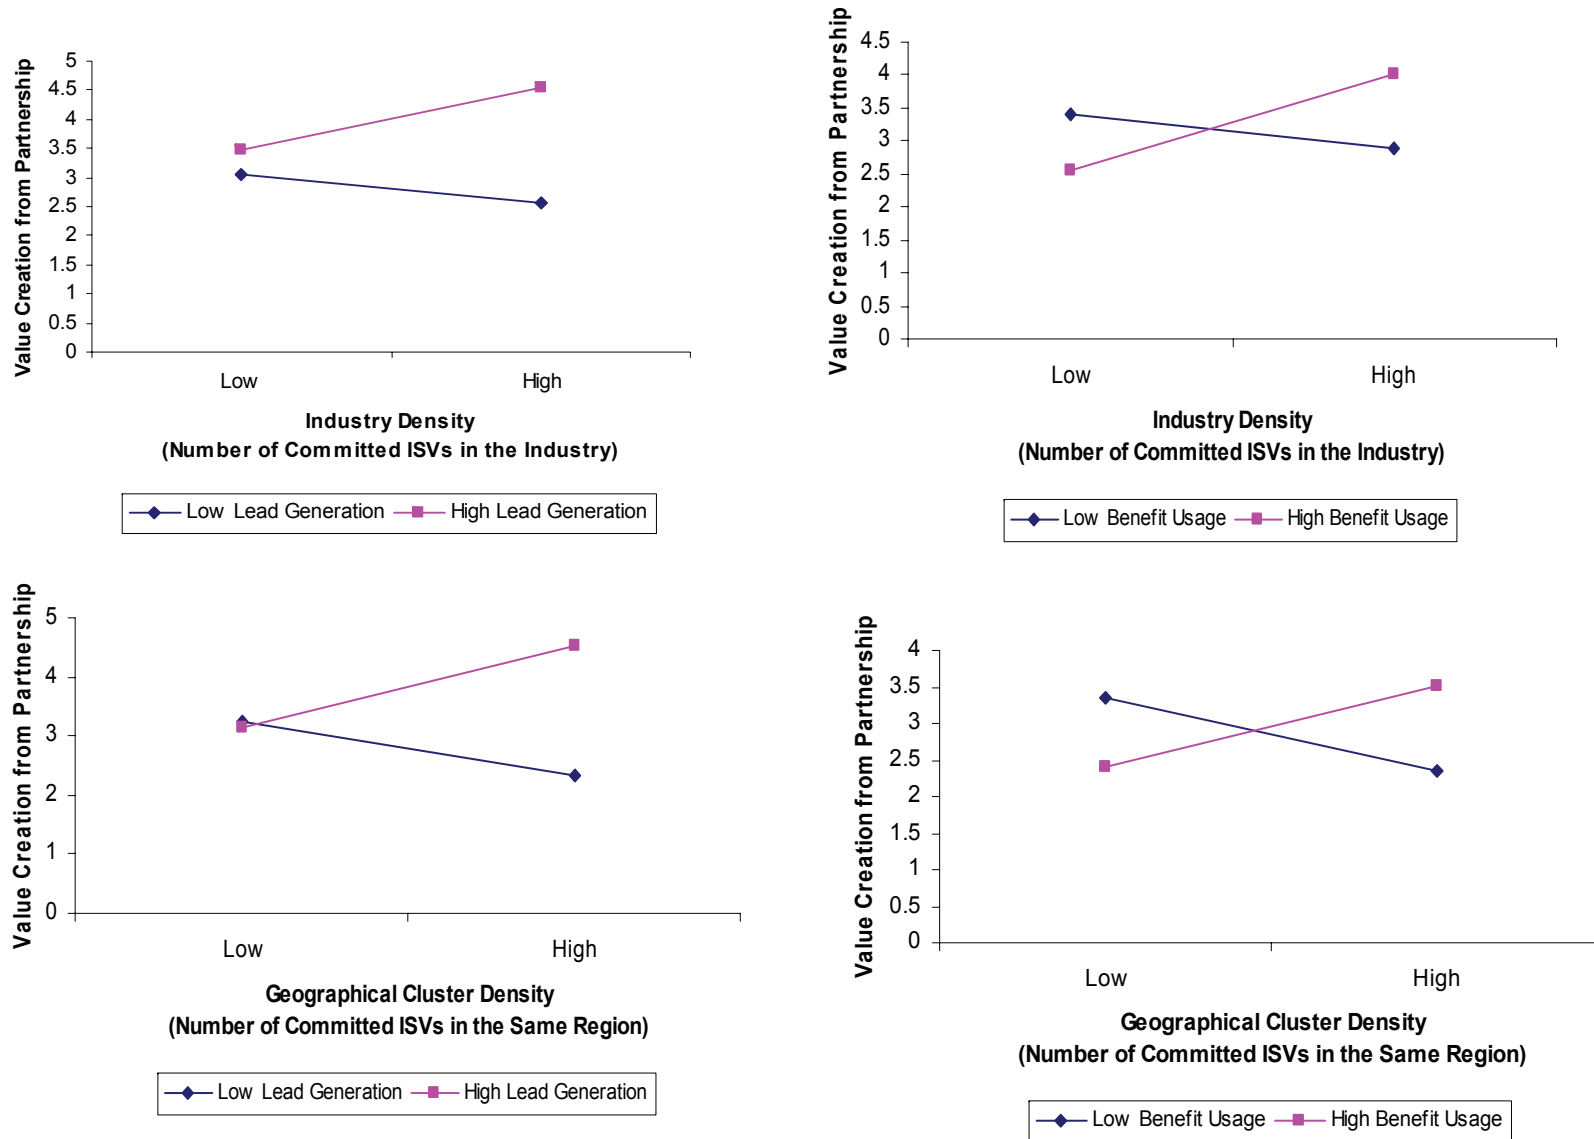 Value Creation from Partnership
5
4.5
4
3.5
3
2.5
2
1.5
1
0.5
0
Low High
Industry Density
(Number of Committed ISVs in the Industry)
Low Lead Generation High Lead Generation
Value Creation from Partnership
4.5
4
3.5
3
2.5
2
1.5
1
0.5
0
Low High
Industry Density
(Number of Committed ISVs in the Industry)
Low Benefit Usage High Benefit Usage
Value Creation from Partnership
5
4
3
2
1
0
Low High
Geographical Cluster Density
(Number of Committed ISVs in the Same Region)
Low Lead Generation High Lead Generation
Value Creation from Partnership
4
3.5
3
2.5
2
1.5
1
0.5
0
Low High
Geographical Cluster Density
(Number of Committed ISVs in the Same Region)
Low Benefit Usage High Benefit Usage